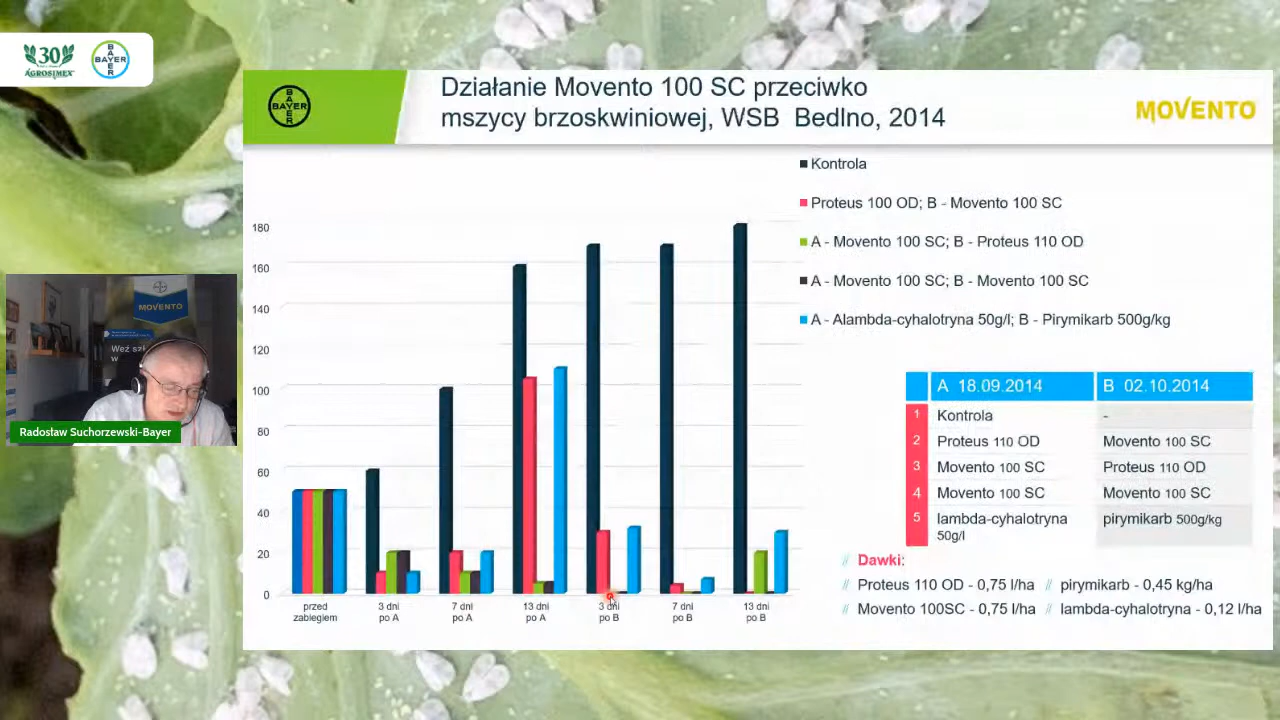 30
AGROSIMEX
BAYER
BAYER
Działanie Movento 100 SC przeciwko
mszycy brzoskwiniowej, WSB Bedlno, 2014
MOVENTO
Kontrola
Proteus 100 OD; B - Movento 100 SC
A - Movento 100 SC; B - Proteus 110 OD
A - Movento 100 SC; B - Movento 100 SC
A - Alambda-cyhalotryna 50g/l; B - Pirymikarb 500g/kg
180
160
140
120
100
80
60
40
20
0
przed zabiegiem
3 dni po A
7 dni po A
13 dni po A
3 dni po B
7 dni po B
13 dni po B
A 18.09.2014 B 02.10.2014
1 Kontrola -
2 Proteus 110 OD Movento 100 SC
3 Movento 100 SC Proteus 110 OD
4 Movento 100 SC Movento 100 SC
5 lambda-cyhalotryna 50g/l pirymikarb 500g/kg
// Dawki:
// Proteus 110 OD - 0,75 l/ha // pirymikarb - 0,45 kg/ha
// Movento 100SC - 0,75 l/ha // lambda-cyhalotryna - 0,12 l/ha
MOVENTO
Radosław Suchorzewski-Bayer